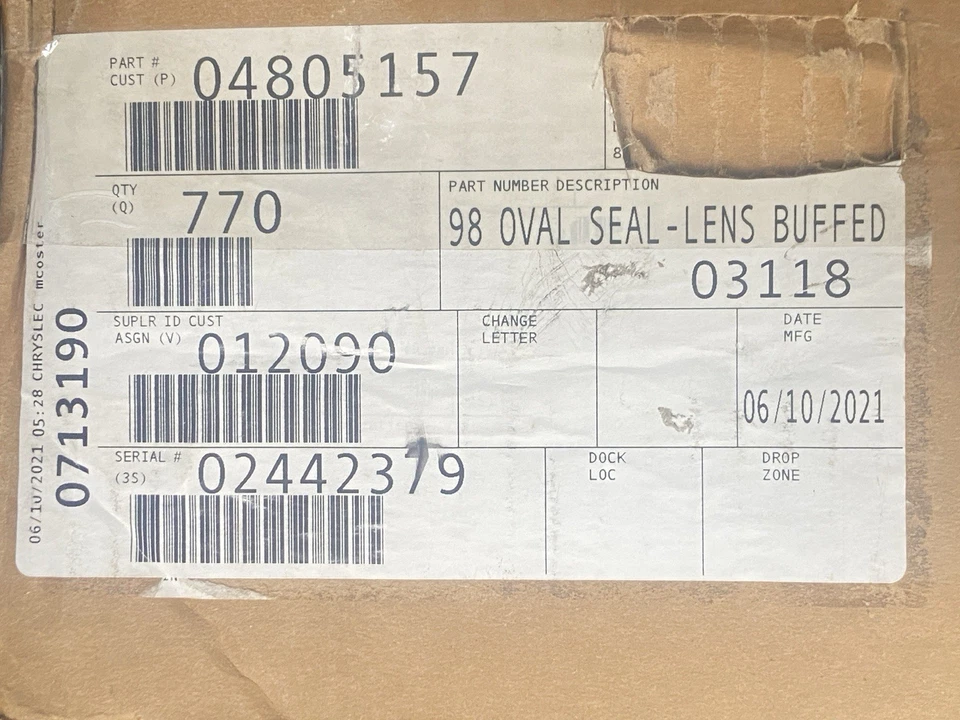 PART #
CUST (P)
04805157
8
QTY
(Q)
770
PART NUMBER DESCRIPTION
98 OVAL SEAL-LENS BUFFED
03118
SUPLR ID CUST
ASGN (V)
012090
CHANGE
LETTER
DATE
MFG
06/10/2021
SERIAL #
(3S)
02442379
DOCK
LOC
DROP
ZONE
06/10/2021 05:28 CHRYSLEC mcoster
0713190